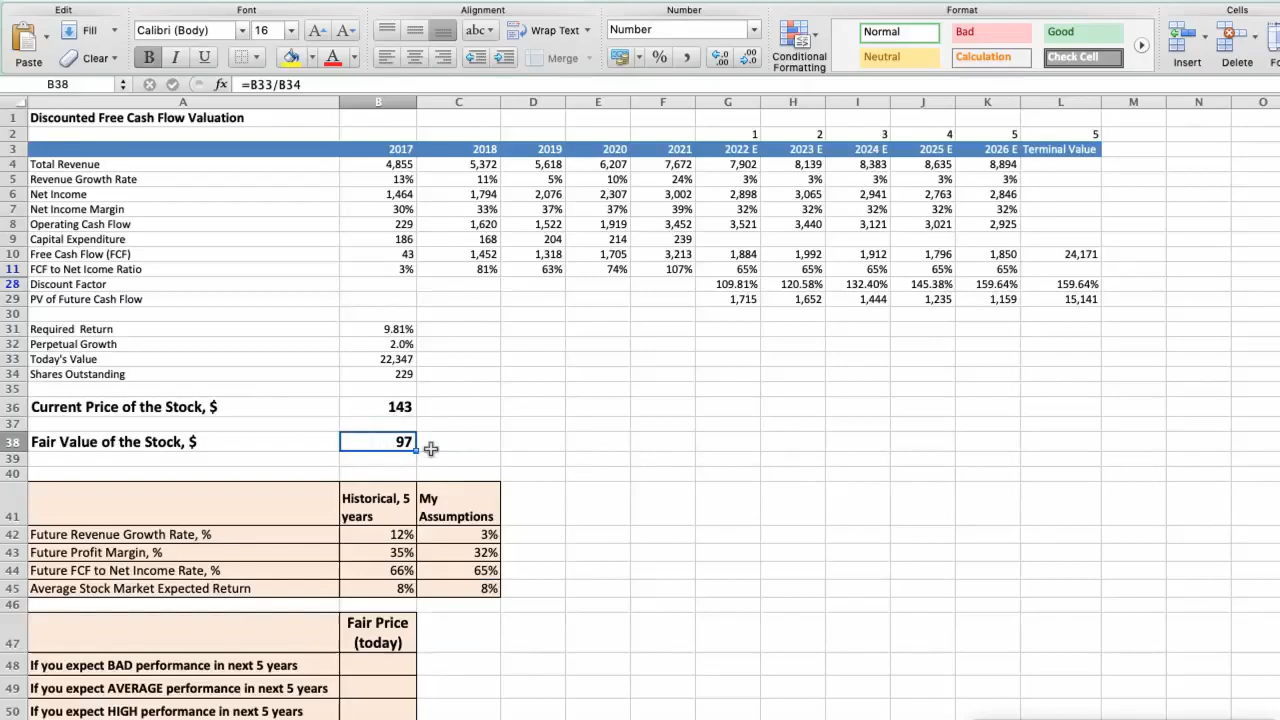 Edit Font Alignment Number Format Cells
Paste Fill Clear Calibri (Body) 16 A A abc Wrap Text Number Conditional Formatting Normal Bad Good Insert Delete
B I U A Merge % , .0 .00 .00 .0 Neutral Calculation Check Cell
B38 fx =B33/B34
A B C D E F G H I J K L M N O
1 Discounted Free Cash Flow Valuation
2 1 2 3 4 5 5
3 2017 2018 2019 2020 2021 2022 E 2023 E 2024 E 2025 E 2026 E Terminal Value
4 Total Revenue 4,855 5,372 5,618 6,207 7,672 7,902 8,139 8,383 8,635 8,894
5 Revenue Growth Rate 13% 11% 5% 10% 24% 3% 3% 3% 3% 3%
6 Net Income 1,464 1,794 2,076 2,307 3,002 2,898 3,065 2,941 2,763 2,846
7 Net Income Margin 30% 33% 37% 37% 39% 32% 32% 32% 32% 32%
8 Operating Cash Flow 229 1,620 1,522 1,919 3,452 3,521 3,440 3,121 3,021 2,925
9 Capital Expenditure 186 168 204 214 239
10 Free Cash Flow (FCF) 43 1,452 1,318 1,705 3,213 1,884 1,992 1,912 1,796 1,850 24,171
11 FCF to Net Icome Ratio 3% 81% 63% 74% 107% 65% 65% 65% 65% 65%
28 Discount Factor 109.81% 120.58% 132.40% 145.38% 159.64% 159.64%
29 PV of Future Cash Flow 1,715 1,652 1,444 1,235 1,159 15,141
30
31 Required Return 9.81%
32 Perpetual Growth 2.0%
33 Today's Value 22,347
34 Shares Outstanding 229
35
36 Current Price of the Stock, $ 143
37
38 Fair Value of the Stock, $ 97
39
40
41 Historical, 5 years My Assumptions
42 Future Revenue Growth Rate, % 12% 3%
43 Future Profit Margin, % 35% 32%
44 Future FCF to Net Income Rate, % 66% 65%
45 Average Stock Market Expected Return 8% 8%
46
47 Fair Price (today)
48 If you expect BAD performance in next 5 years
49 If you expect AVERAGE performance in next 5 years
50 If you expect HIGH performance in next 5 years